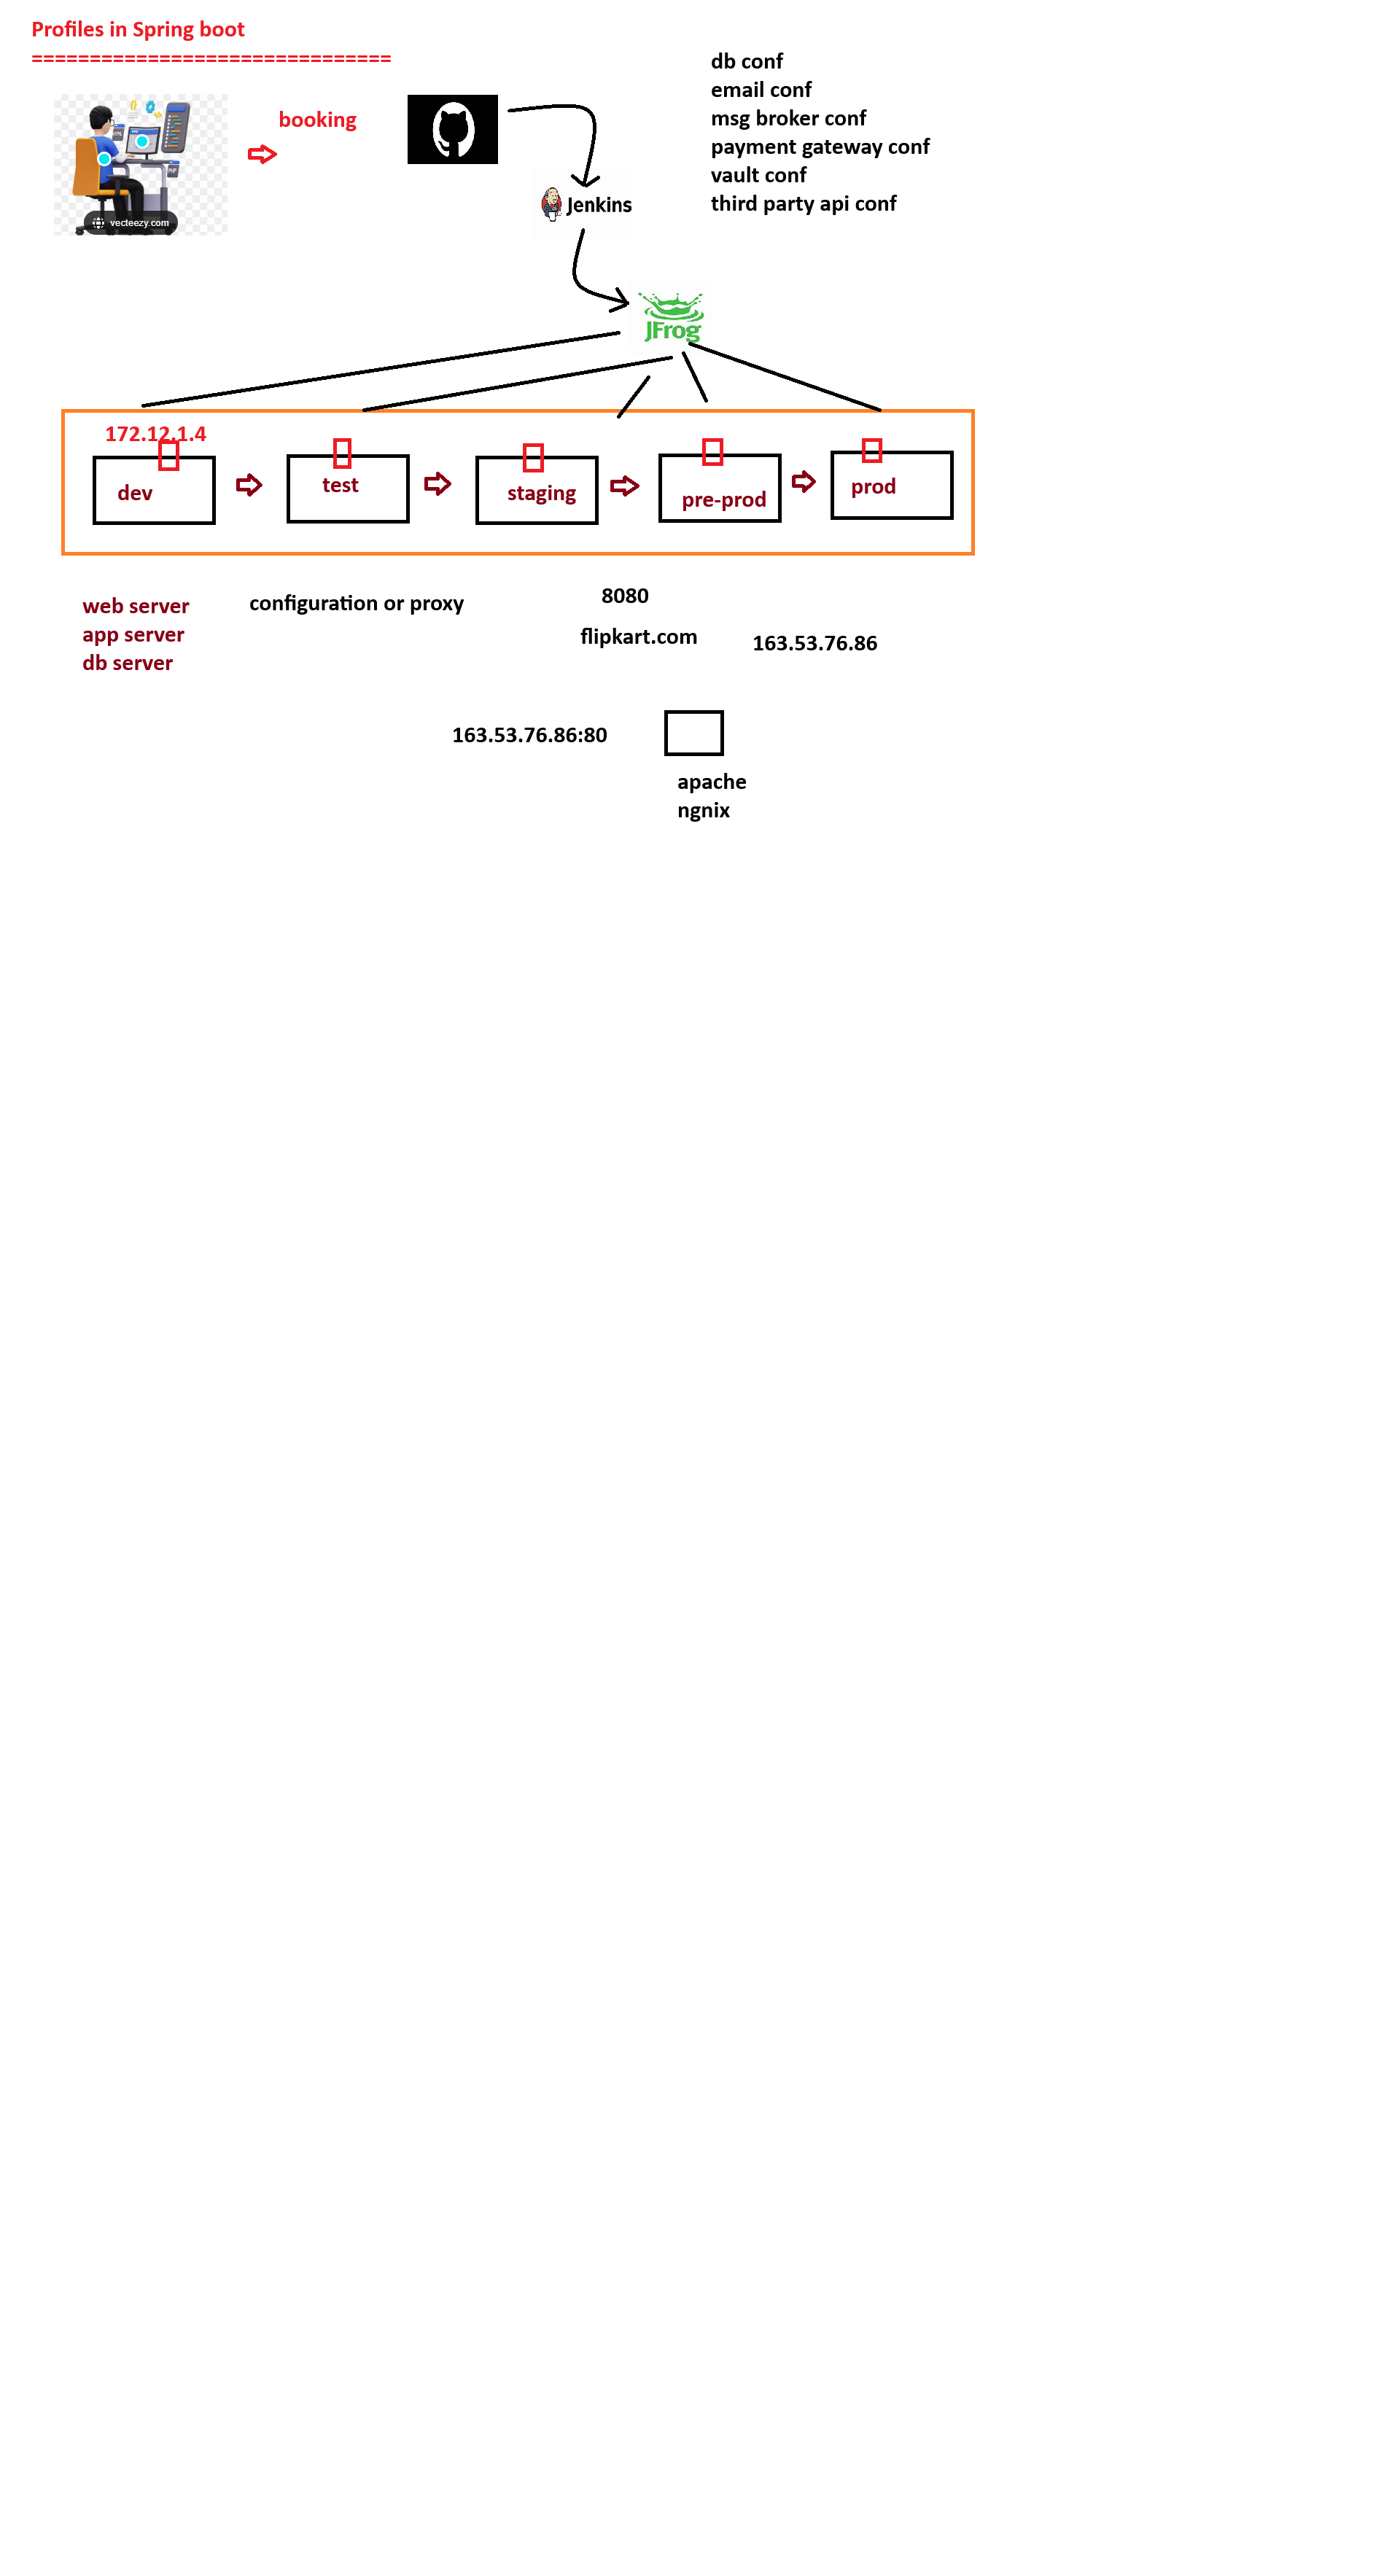 Profiles in Spring boot
===============================
db conf
email conf
msg broker conf
payment gateway conf
vault conf
third party api conf
booking
HTML
PHP
vecteezy.com
Jenkins
JFrog
172.12.1.4
dev
test
staging
pre-prod
prod
web server
app server
db server
configuration or proxy
8080
flipkart.com
163.53.76.86
163.53.76.86:80
apache
ngnix